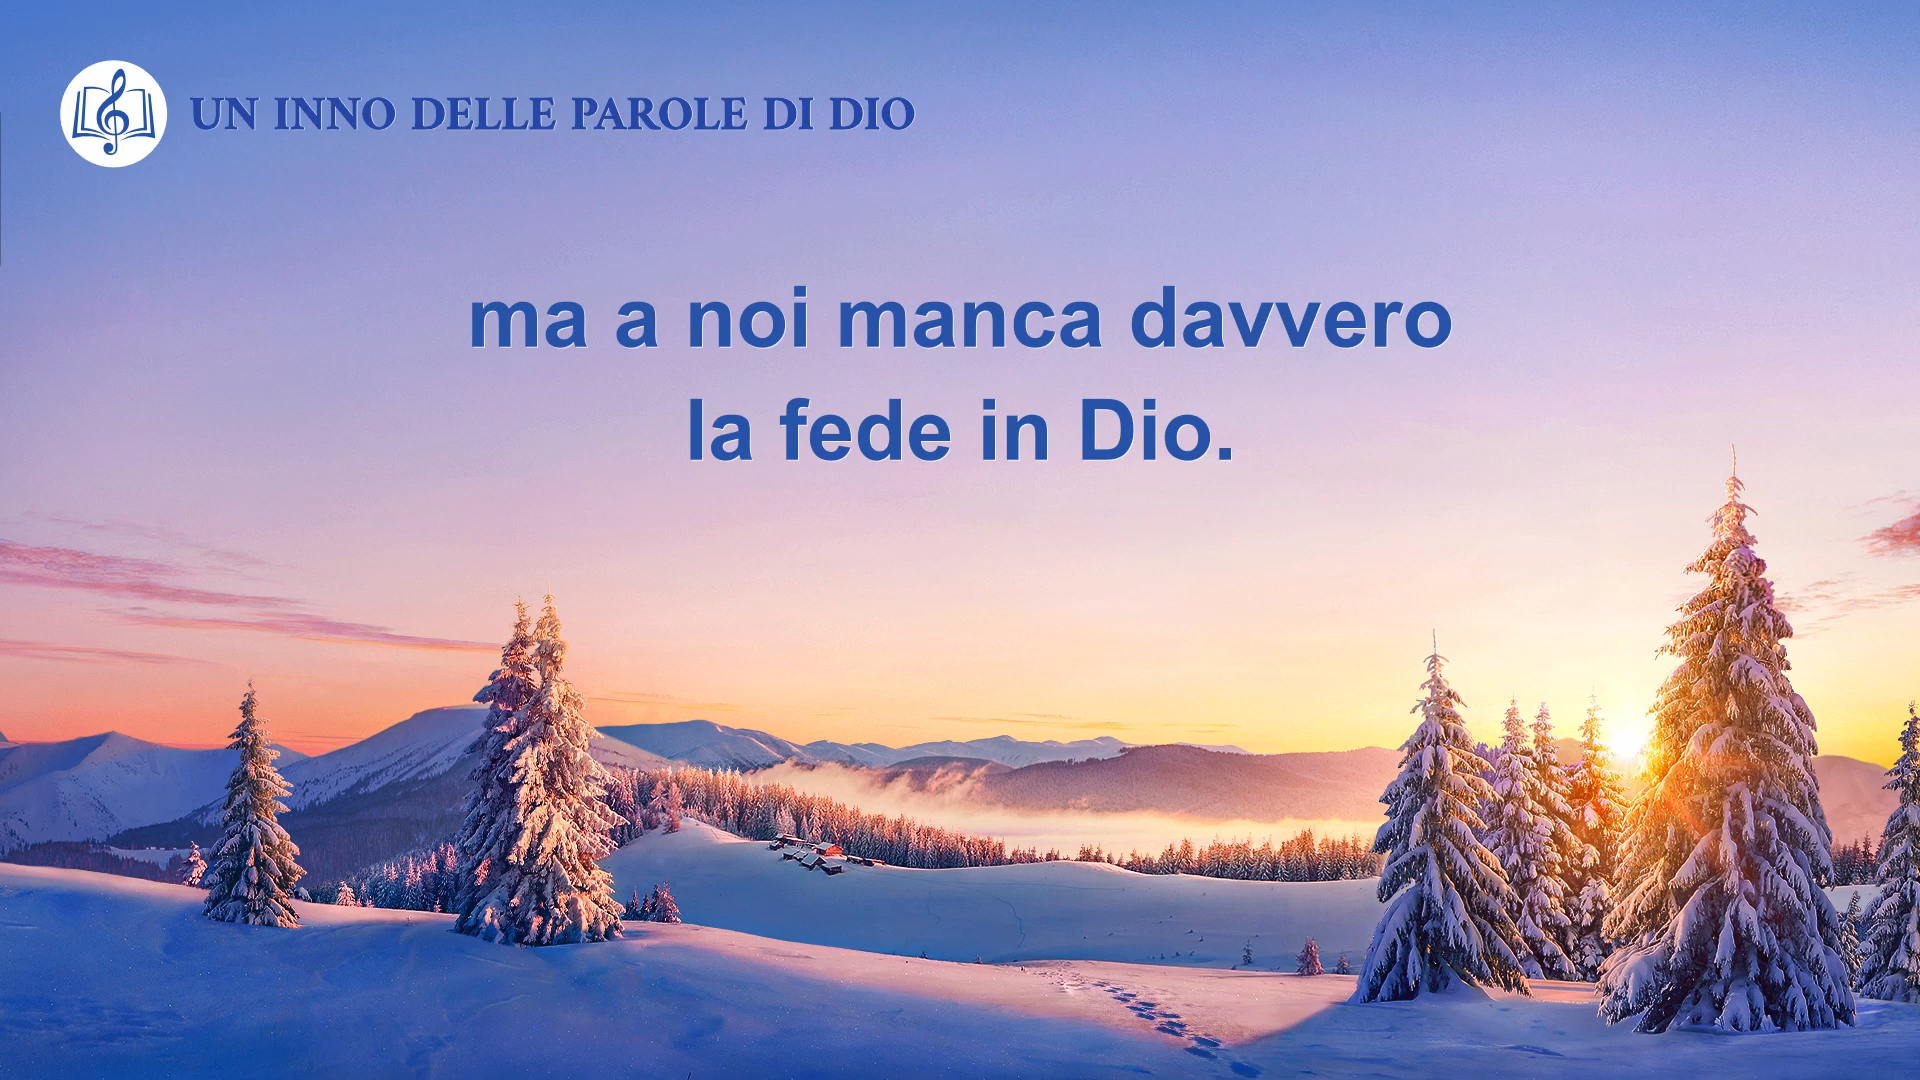 UN INNO DELLE PAROLE DI DIO
ma a noi manca davvero
la fede in Dio.